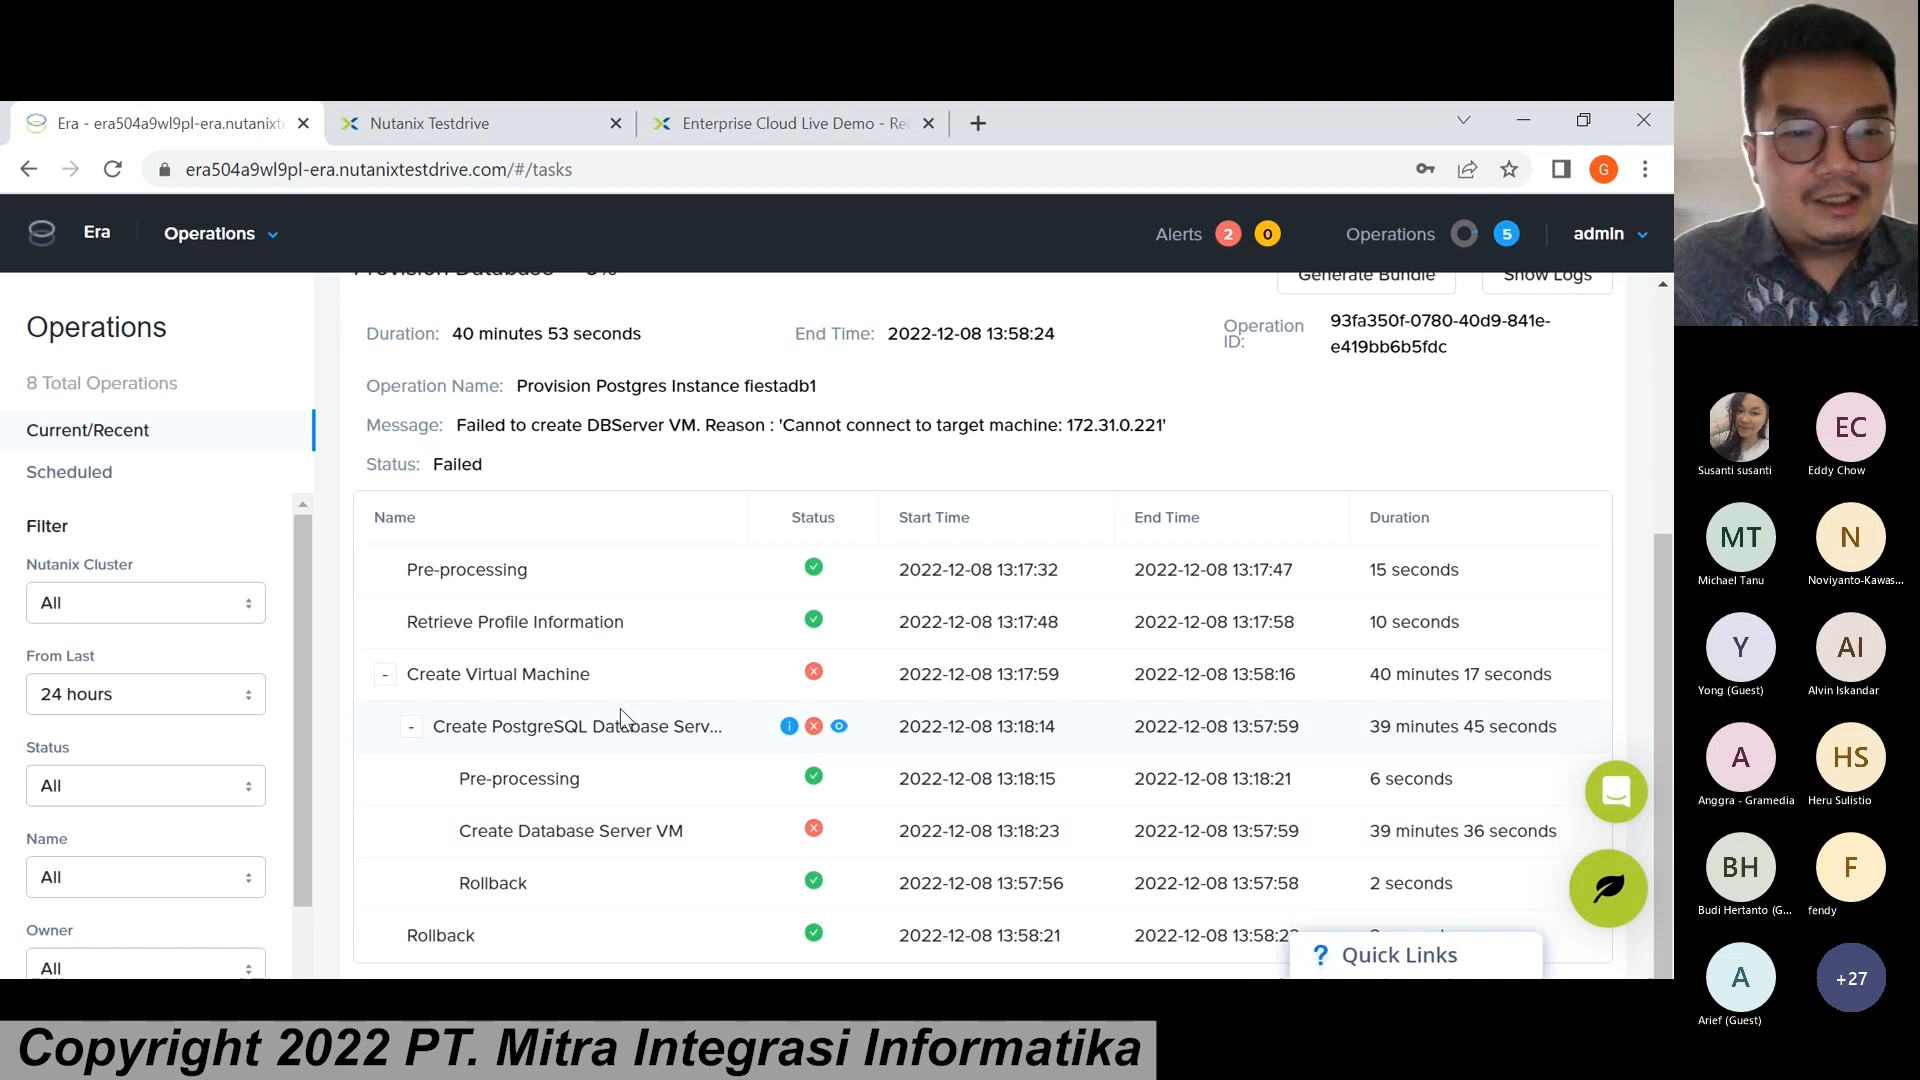 Era - era504a9wl9pl-era.nutanixte
Nutanix Testdrive
Enterprise Cloud Live Demo - Rec
era504a9wl9pl-era.nutanixtestdrive.com/#/tasks
G
Era
Operations
Alerts 2 0
Operations 5
admin
Operations
8 Total Operations
Current/Recent
Scheduled
Filter
Nutanix Cluster
All
From Last
24 hours
Status
All
Name
All
Owner
All
Provision Database
Generate Bundle
Show Logs
Duration: 40 minutes 53 seconds
End Time: 2022-12-08 13:58:24
Operation ID: 93fa350f-0780-40d9-841e-
e419bb6b5fdc
Operation Name: Provision Postgres Instance fiestadb1
Message: Failed to create DBServer VM. Reason : 'Cannot connect to target machine: 172.31.0.221'
Status: Failed
Name Status Start Time End Time Duration
Pre-processing 2022-12-08 13:17:32 2022-12-08 13:17:47 15 seconds
Retrieve Profile Information 2022-12-08 13:17:48 2022-12-08 13:17:58 10 seconds
- Create Virtual Machine 2022-12-08 13:17:59 2022-12-08 13:58:16 40 minutes 17 seconds
- Create PostgreSQL Database Serv... 2022-12-08 13:18:14 2022-12-08 13:57:59 39 minutes 45 seconds
Pre-processing 2022-12-08 13:18:15 2022-12-08 13:18:21 6 seconds
Create Database Server VM 2022-12-08 13:18:23 2022-12-08 13:57:59 39 minutes 36 seconds
Rollback 2022-12-08 13:57:56 2022-12-08 13:57:58 2 seconds
Rollback 2022-12-08 13:58:21 2022-12-08
? Quick Links
Susanti susanti
EC
Eddy Chow
MT
Michael Tanu
N
Noviyanto-Kawas...
Y
Yong (Guest)
AI
Alvin Iskandar
A
Anggra - Gramedia
HS
Heru Sulistio
BH
Budi Hertanto (G...
F
fendy
A
Arief (Guest)
+27
Copyright 2022 PT. Mitra Integrasi Informatika